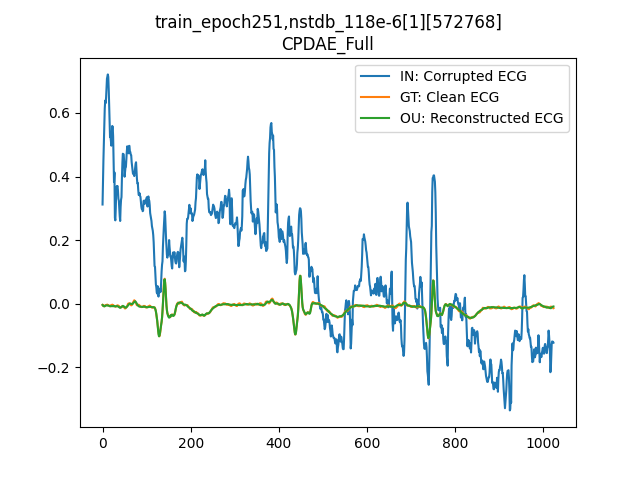 train_epoch251,nstdb_118e-6[1][572768]
CPDAE_Full
IN: Corrupted ECG
GT: Clean ECG
OU: Reconstructed ECG
0.6
0.4
0.2
0.0
−0.2
0 200 400 600 800 1000